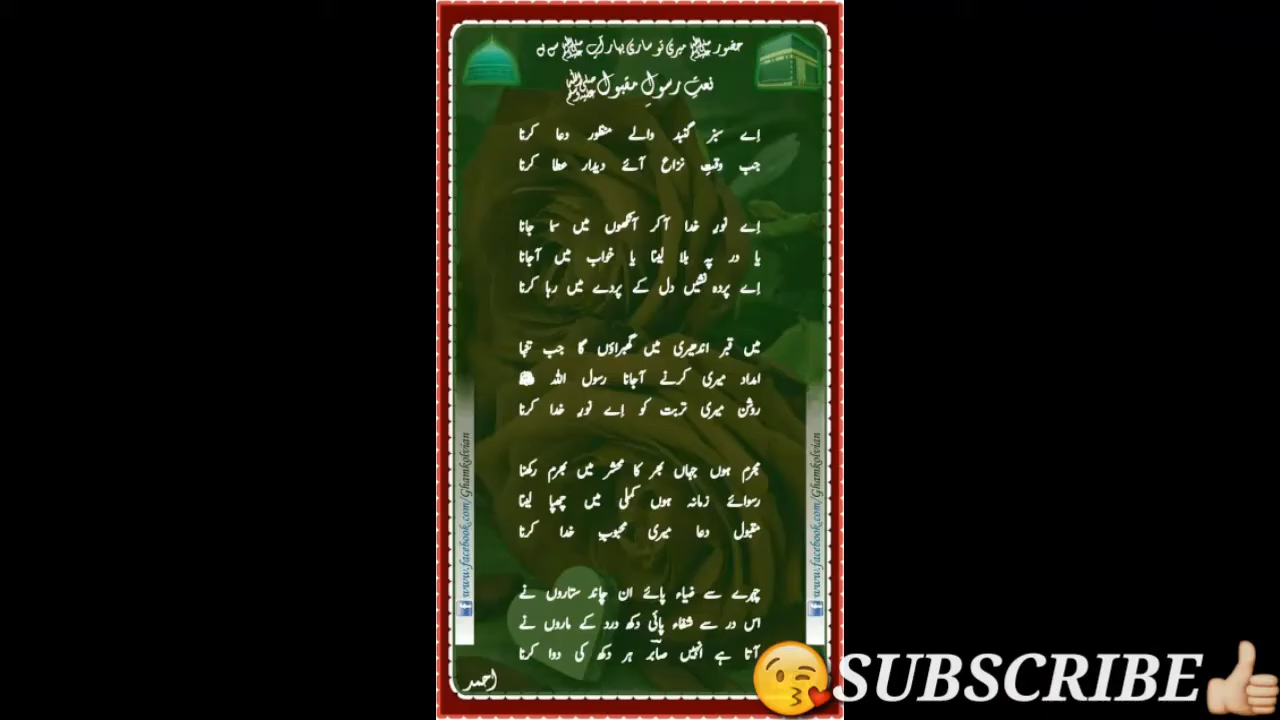 حضور ﷺ میری تو ساری بہار آپ ﷺ سے ہے
نعتِ رسولِ مقبول ﷺ
اے سبز گنبد والے منظور دعا کرنا
جب وقتِ نزاع آئے دیدار عطا کرنا
اے نورِ خدا آکر آنکھوں میں سما جانا
یا در پہ بلا لینا یا خواب میں آجانا
اے پردہ نشیں دل کے پردے میں رہا کرنا
میں قبر اندھیری میں گھبراؤں گا جب تنہا
امداد میری کرنے آجانا رسول اللہ ﷺ
روشن میری تربت کو اے نورِ خدا کرنا
مجرم ہوں جہاں بھر کا محشر میں بھرم رکھنا
رسوائے زمانہ ہوں کملی میں چھپا لینا
مقبول دعا میری محبوبِ خدا کرنا
چہرے سے ضیاء پائے ان چاند ستاروں نے
اس در سے شفاء پائی دکھ درد کے ماروں نے
آتا ہے انہیں صابر ہر دکھ کی دوا کرنا
احمد
www.facebook.com/Ghamkolvian
www.facebook.com/Ghamkolvian
SUBSCRIBE